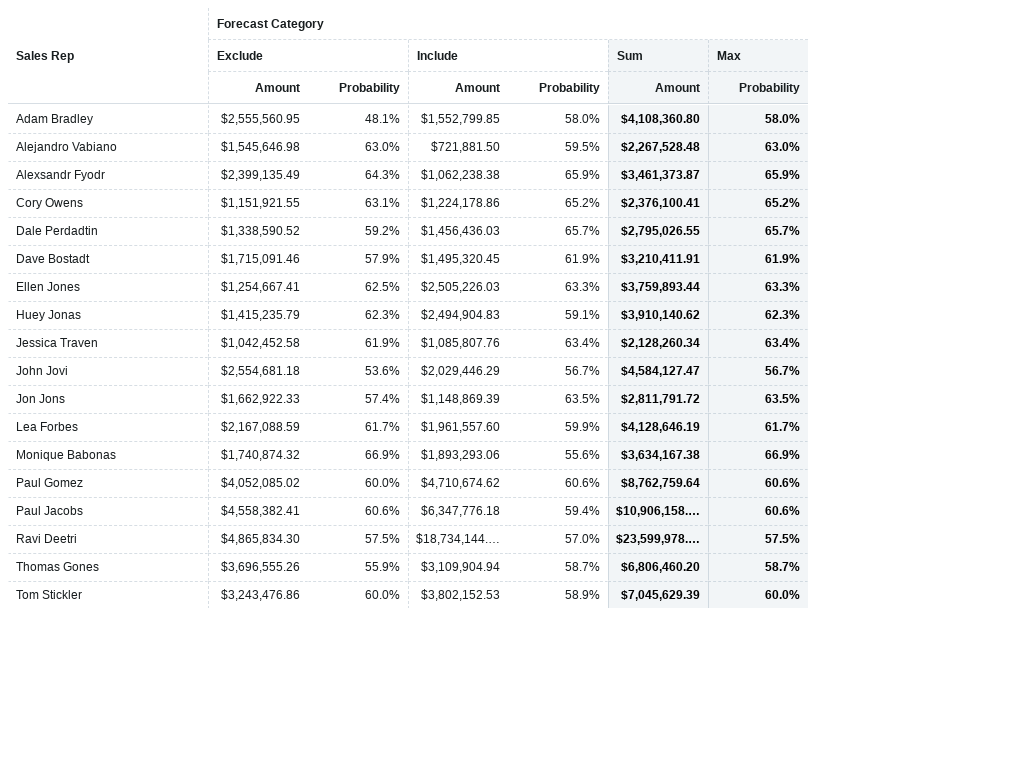 Forecast Category
Sales Rep Exclude Include Sum Max
Amount Probability Amount Probability Amount Probability
Adam Bradley $2,555,560.95 48.1% $1,552,799.85 58.0% $4,108,360.80 58.0%
Alejandro Vabiano $1,545,646.98 63.0% $721,881.50 59.5% $2,267,528.48 63.0%
Alexsandr Fyodr $2,399,135.49 64.3% $1,062,238.38 65.9% $3,461,373.87 65.9%
Cory Owens $1,151,921.55 63.1% $1,224,178.86 65.2% $2,376,100.41 65.2%
Dale Perdadtin $1,338,590.52 59.2% $1,456,436.03 65.7% $2,795,026.55 65.7%
Dave Bostadt $1,715,091.46 57.9% $1,495,320.45 61.9% $3,210,411.91 61.9%
Ellen Jones $1,254,667.41 62.5% $2,505,226.03 63.3% $3,759,893.44 63.3%
Huey Jonas $1,415,235.79 62.3% $2,494,904.83 59.1% $3,910,140.62 62.3%
Jessica Traven $1,042,452.58 61.9% $1,085,807.76 63.4% $2,128,260.34 63.4%
John Jovi $2,554,681.18 53.6% $2,029,446.29 56.7% $4,584,127.47 56.7%
Jon Jons $1,662,922.33 57.4% $1,148,869.39 63.5% $2,811,791.72 63.5%
Lea Forbes $2,167,088.59 61.7% $1,961,557.60 59.9% $4,128,646.19 61.7%
Monique Babonas $1,740,874.32 66.9% $1,893,293.06 55.6% $3,634,167.38 66.9%
Paul Gomez $4,052,085.02 60.0% $4,710,674.62 60.6% $8,762,759.64 60.6%
Paul Jacobs $4,558,382.41 60.6% $6,347,776.18 59.4% $10,906,158.… 60.6%
Ravi Deetri $4,865,834.30 57.5% $18,734,144.… 57.0% $23,599,978.… 57.5%
Thomas Gones $3,696,555.26 55.9% $3,109,904.94 58.7% $6,806,460.20 58.7%
Tom Stickler $3,243,476.86 60.0% $3,802,152.53 58.9% $7,045,629.39 60.0%